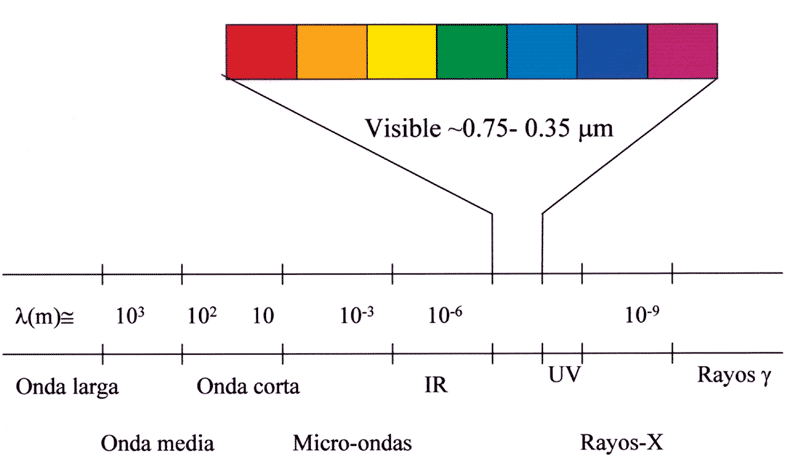 Visible ~0.75- 0.35 μm
λ(m)≅ 10³ 10² 10 10⁻³ 10⁻⁶ 10⁻⁹
Onda larga Onda corta IR UV Rayos γ
Onda media Micro-ondas Rayos-X